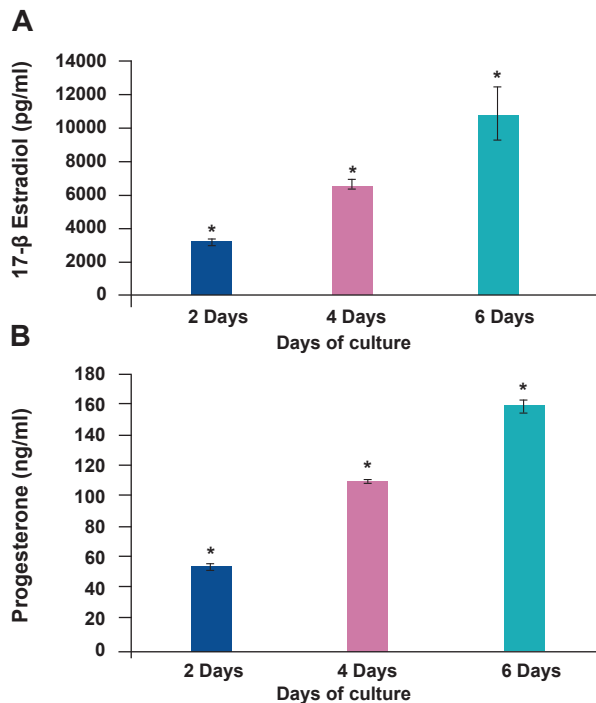 A
17-β Estradiol (pg/ml)
14000
12000
10000
8000
6000
4000
2000
0
*
*
*
2 Days
4 Days
6 Days
Days of culture
B
Progesterone (ng/ml)
180
160
140
120
100
80
60
40
20
0
*
*
*
2 Days
4 Days
6 Days
Days of culture